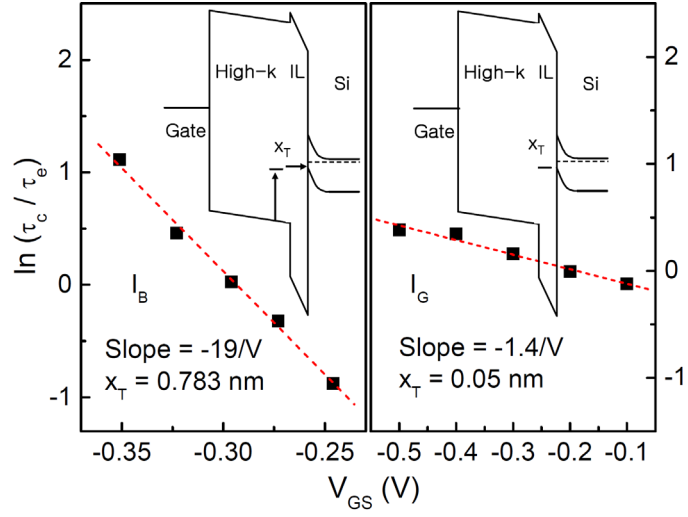 ln (τc / τe)
2
1
0
-1
High-k IL
Si
Gate
xT
IB
Slope = -19/V
xT = 0.783 nm
-0.35
-0.30
-0.25
High-k IL
Si
Gate
xT
IG
Slope = -1.4/V
xT = 0.05 nm
2
1
0
-1
-0.5
-0.4
-0.3
-0.2
-0.1
VGS (V)